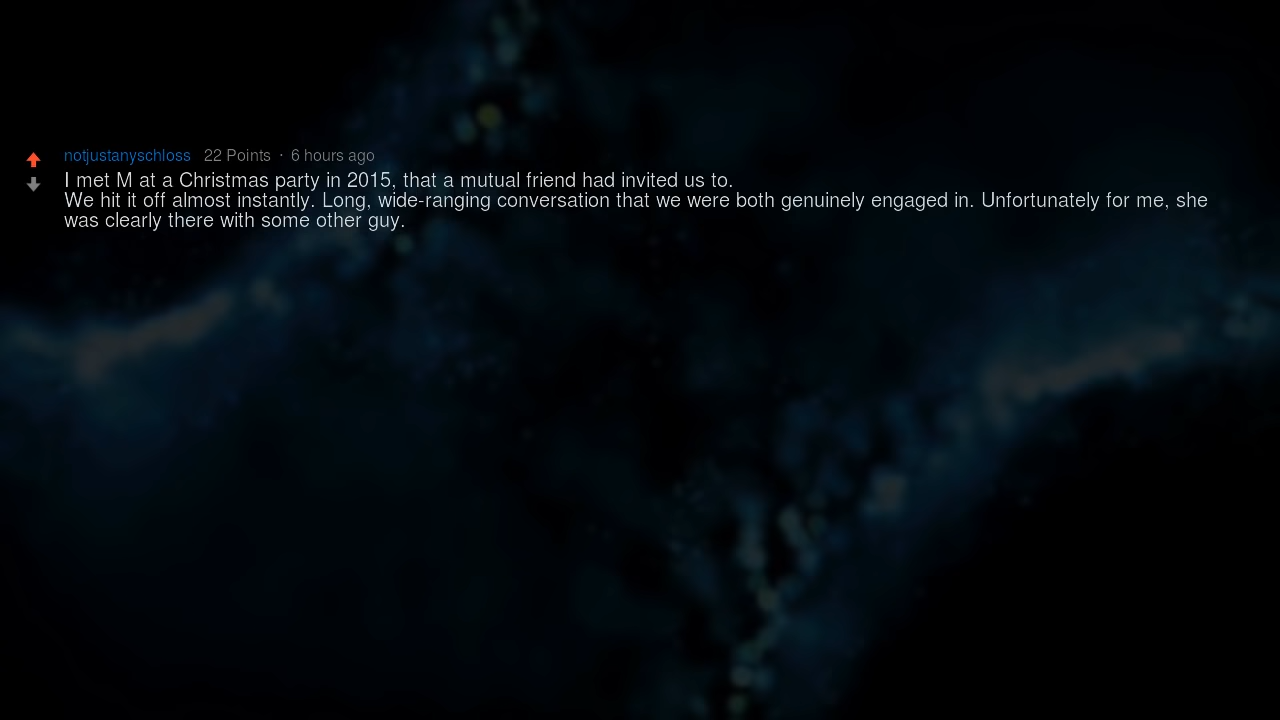 notjustanyschloss 22 Points · 6 hours ago
I met M at a Christmas party in 2015, that a mutual friend had invited us to.
We hit it off almost instantly. Long, wide-ranging conversation that we were both genuinely engaged in. Unfortunately for me, she
was clearly there with some other guy.